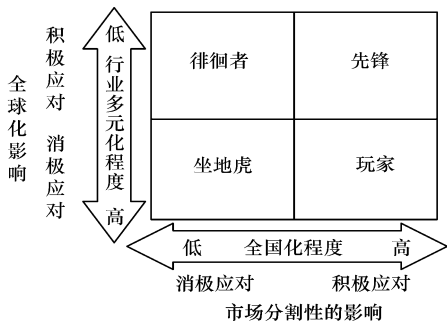 全球化影响
积极应对 消极应对
低 行业多元化程度 高
徘徊者 先锋
坐地虎 玩家
低 全国化程度 高
消极应对 积极应对
市场分割性的影响